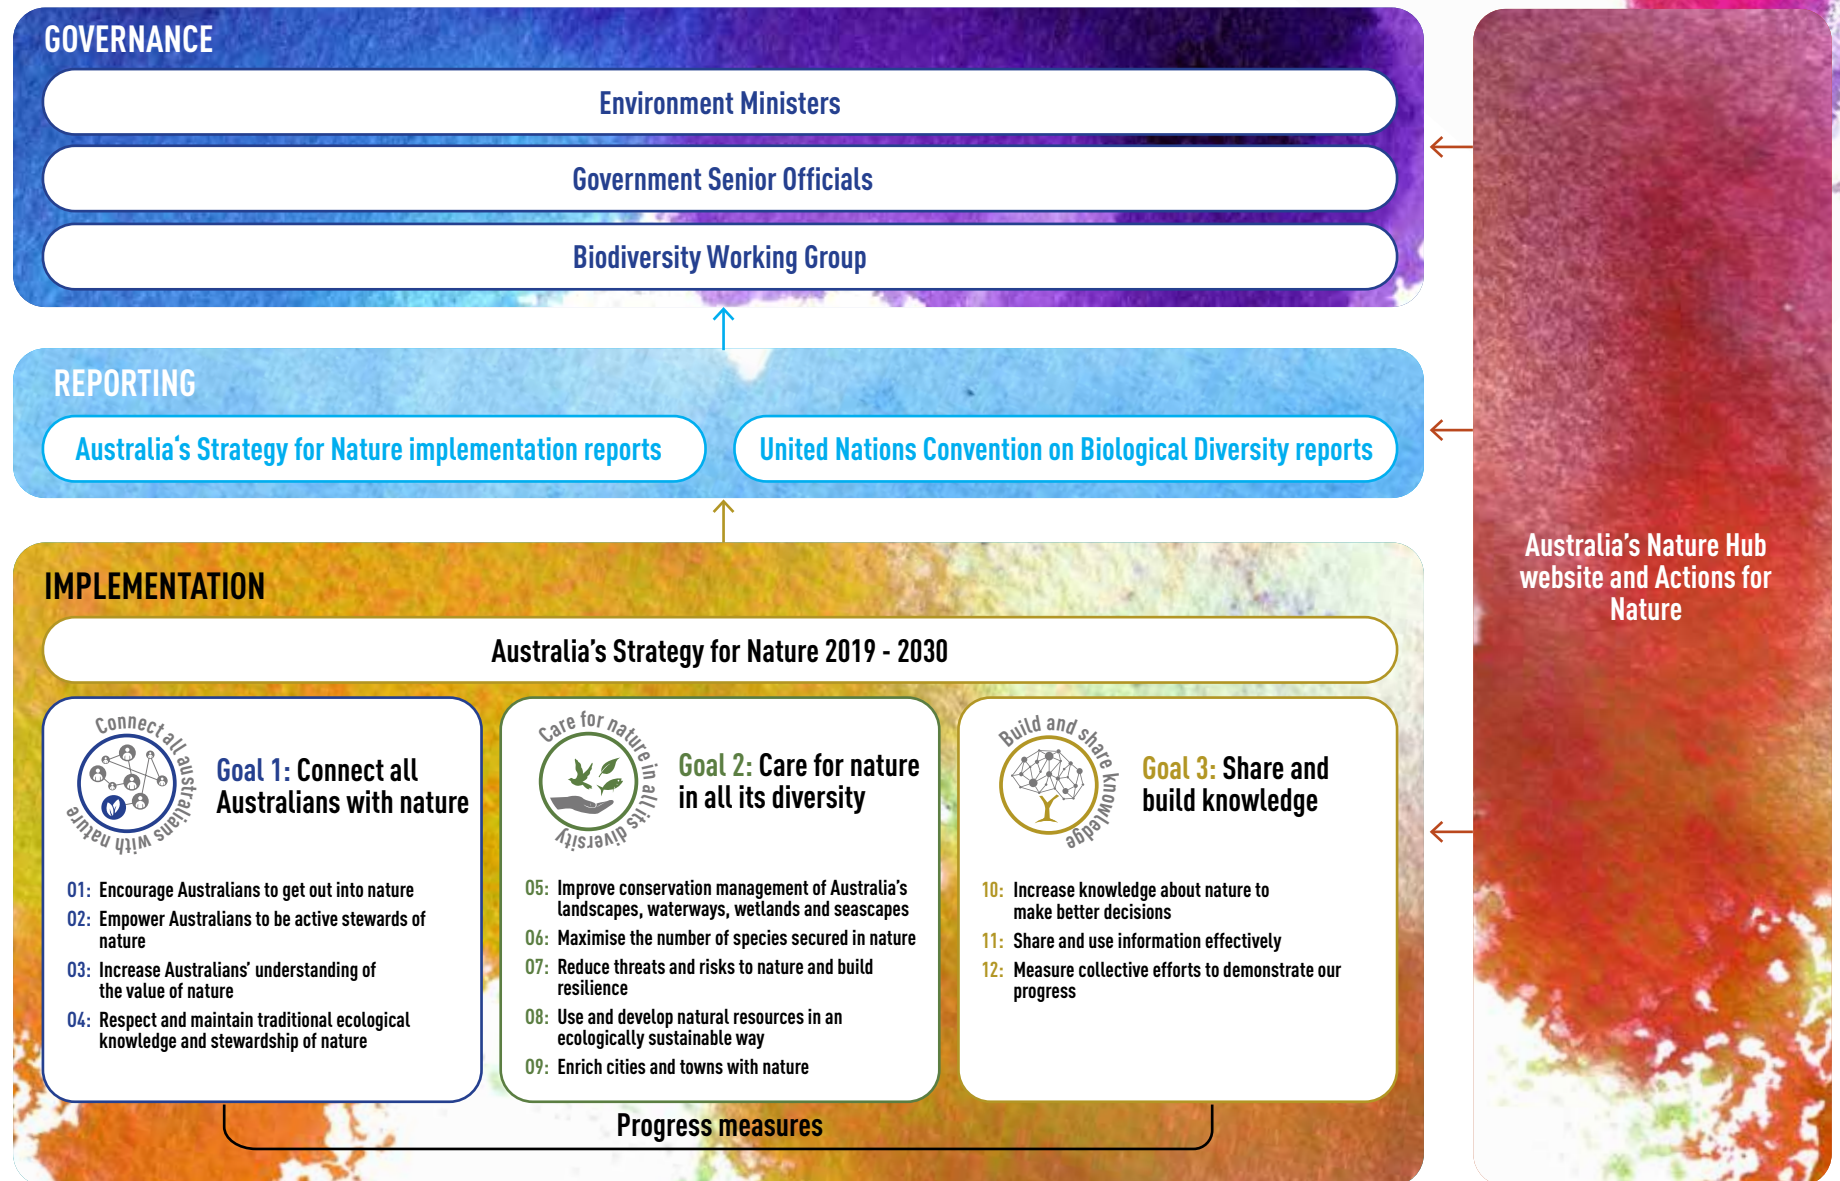 GOVERNANCE
Environment Ministers
Government Senior Officials
Biodiversity Working Group
REPORTING
Australia‘s Strategy for Nature implementation reports
United Nations Convention on Biological Diversity reports
IMPLEMENTATION
Australia’s Strategy for Nature 2019 - 2030
Connect all australians with nature
Goal 1: Connect all
Australians with nature
01: Encourage Australians to get out into nature
02: Empower Australians to be active stewards of
nature
03: Increase Australians’ understanding of
the value of nature
04: Respect and maintain traditional ecological
knowledge and stewardship of nature
Care for nature in all its diversity
Goal 2: Care for nature
in all its diversity
05: Improve conservation management of Australia’s
landscapes, waterways, wetlands and seascapes
06: Maximise the number of species secured in nature
07: Reduce threats and risks to nature and build
resilience
08: Use and develop natural resources in an
ecologically sustainable way
09: Enrich cities and towns with nature
Build and share knowledge
Goal 3: Share and
build knowledge
10: Increase knowledge about nature to
make better decisions
11: Share and use information effectively
12: Measure collective efforts to demonstrate our
progress
Progress measures
Australia’s Nature Hub
website and Actions for
Nature